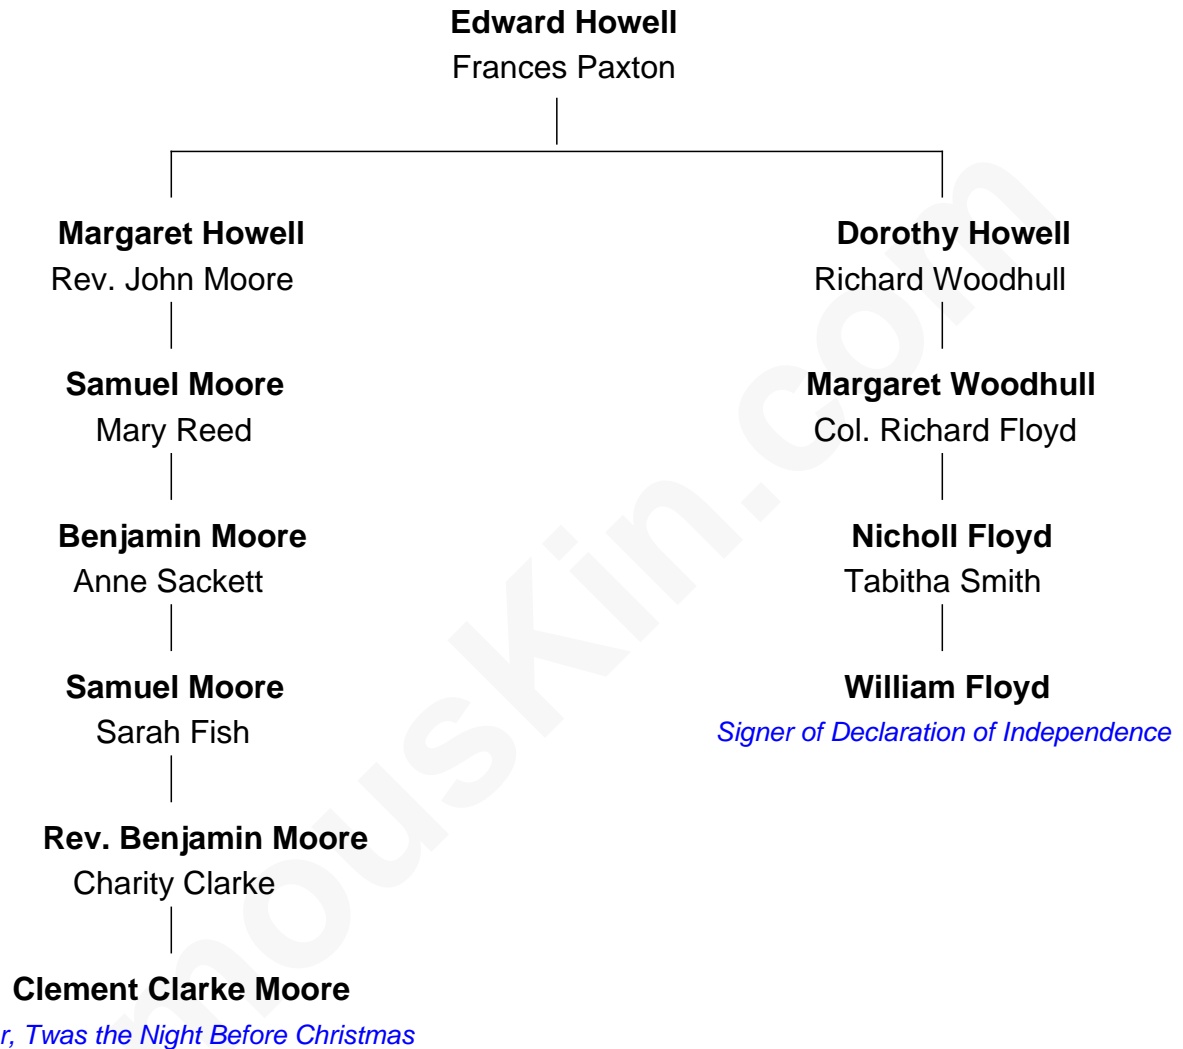 Edward Howell
Frances Paxton
Margaret Howell
Rev. John Moore
Dorothy Howell
Richard Woodhull
Samuel Moore
Mary Reed
Margaret Woodhull
Col. Richard Floyd
Benjamin Moore
Anne Sackett
Nicholl Floyd
Tabitha Smith
Samuel Moore
Sarah Fish
William Floyd
Signer of Declaration of Independence
Rev. Benjamin Moore
Charity Clarke
Clement Clarke Moore
r, Twas the Night Before Christmas
mousKin.com